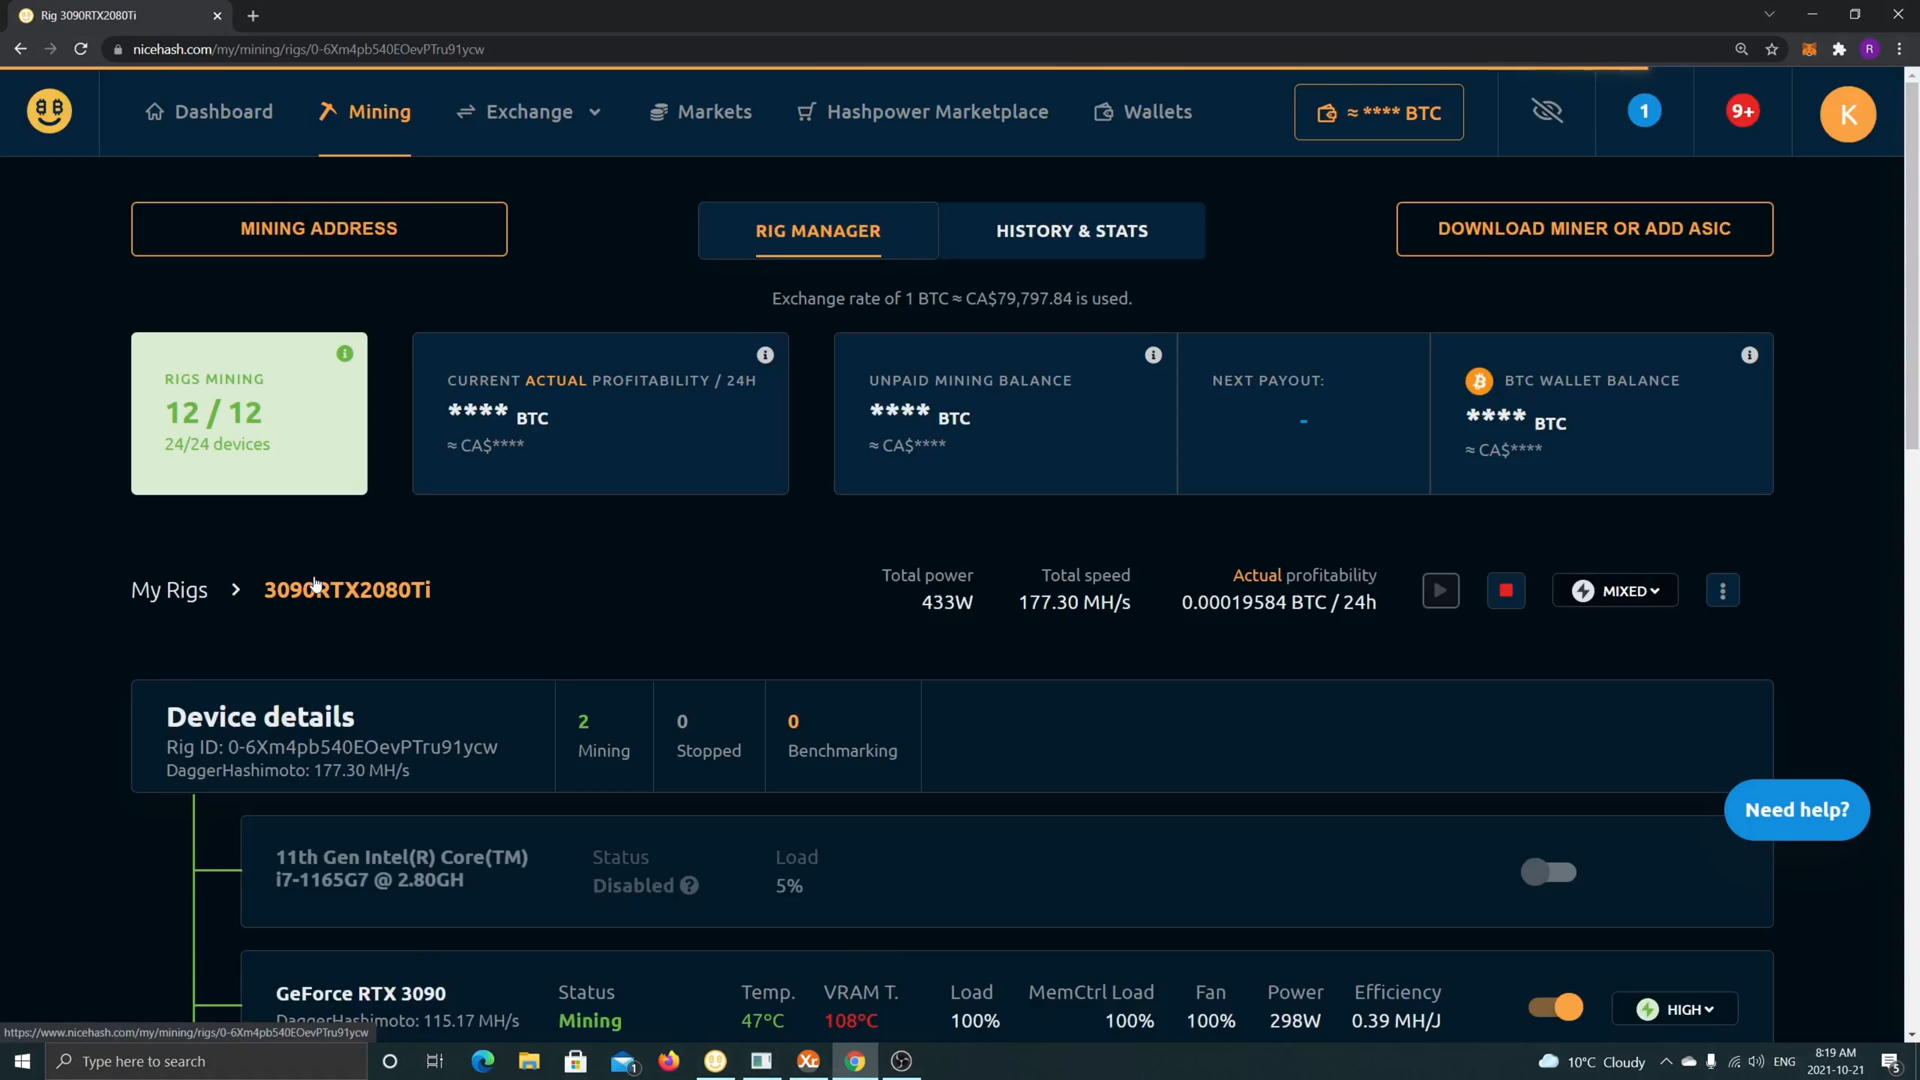 Rig 3090RTX2080Ti
nicehash.com/my/mining/rigs/0-6Xm4pb540EOevPTru91ycw
R
Dashboard
Mining
Exchange
Markets
Hashpower Marketplace
Wallets
≈ **** BTC
1
9+
K
MINING ADDRESS
RIG MANAGER
HISTORY & STATS
DOWNLOAD MINER OR ADD ASIC
Exchange rate of 1 BTC ≈ CA$79,797.84 is used.
RIGS MINING
12 / 12
24/24 devices
CURRENT ACTUAL PROFITABILITY / 24H
**** BTC
≈ CA$****
UNPAID MINING BALANCE
**** BTC
≈ CA$****
NEXT PAYOUT:
-
BTC WALLET BALANCE
**** BTC
≈ CA$****
My Rigs > 3090RTX2080Ti
Total power
433W
Total speed
177.30 MH/s
Actual profitability
0.00019584 BTC / 24h
MIXED
Device details
Rig ID: 0-6Xm4pb540EOevPTru91ycw
DaggerHashimoto: 177.30 MH/s
2
Mining
0
Stopped
0
Benchmarking
Need help?
11th Gen Intel(R) Core(TM)
i7-1165G7 @ 2.80GH
Status
Disabled ?
Load
5%
GeForce RTX 3090
DaggerHashimoto: 115.17 MH/s
Status
Mining
Temp.
47°C
VRAM T.
108°C
Load
100%
MemCtrl Load
100%
Fan
100%
Power
298W
Efficiency
0.39 MH/J
HIGH
https://www.nicehash.com/my/mining/rigs/0-6Xm4pb540EOevPTru91ycw
Type here to search
1
Xr
10°C Cloudy
ENG
8:19 AM
2021-10-21
5